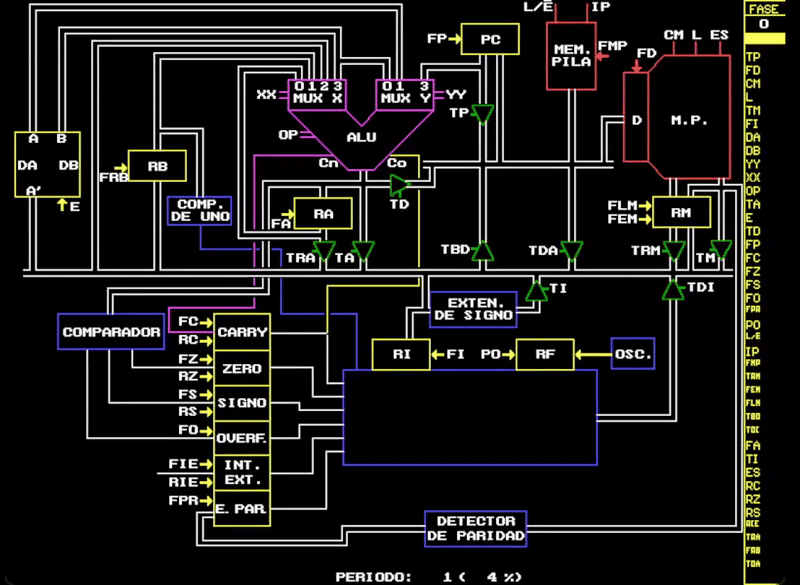 L/E
IP
FASE
0
FP
PC
MEM.
PILA
FMP
CM
L
ES
FD
D
M.P.
XX
0 1 2 3
MUX X
0 1 3
MUX Y
YY
TP
OP
ALU
Cn
Co
A
B
DA
DB
A'
E
FRB
RB
COMP.
DE UNO
FA
RA
TD
FLM
FEM
RM
TRA
TA
TBD
TDA
TRM
TM
TI
TDI
COMPARADOR
EXTEN.
DE SIGNO
FC
RC
CARRY
FZ
RZ
ZERO
FS
RS
SIGNO
FO
OVERF.
FIE
RIE
INT.
EXT.
FPR
E. PAR.
RI
FI
PO
RF
OSC.
DETECTOR
DE PARIDAD
PERIODO: 1 ( 4 %)
TP
FD
CM
L
TM
FI
DA
DB
YY
XX
OP
TA
E
TD
FP
FC
FZ
FS
FO
FPR
PO
L/E
IP
FMP
TRM
FEM
FLM
TBD
FA
TI
ES
RC
RZ
RS
TRA
FRB
TDA